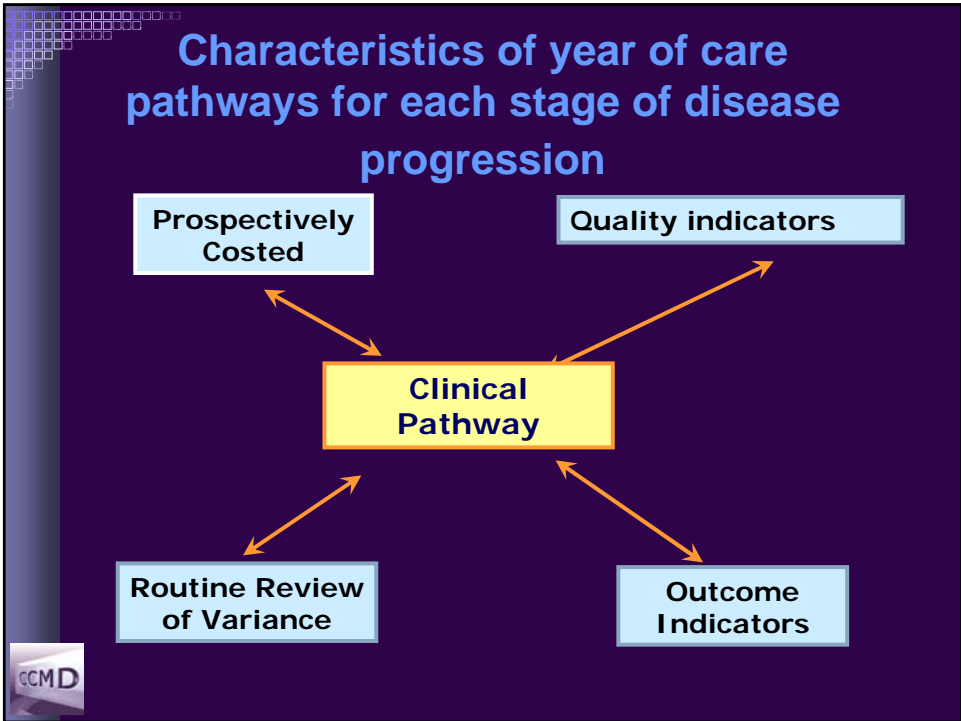 Characteristics of year of care
pathways for each stage of disease
progression
Prospectively
Costed
Quality indicators
Clinical
Pathway
Routine Review
of Variance
Outcome
Indicators
CCMD